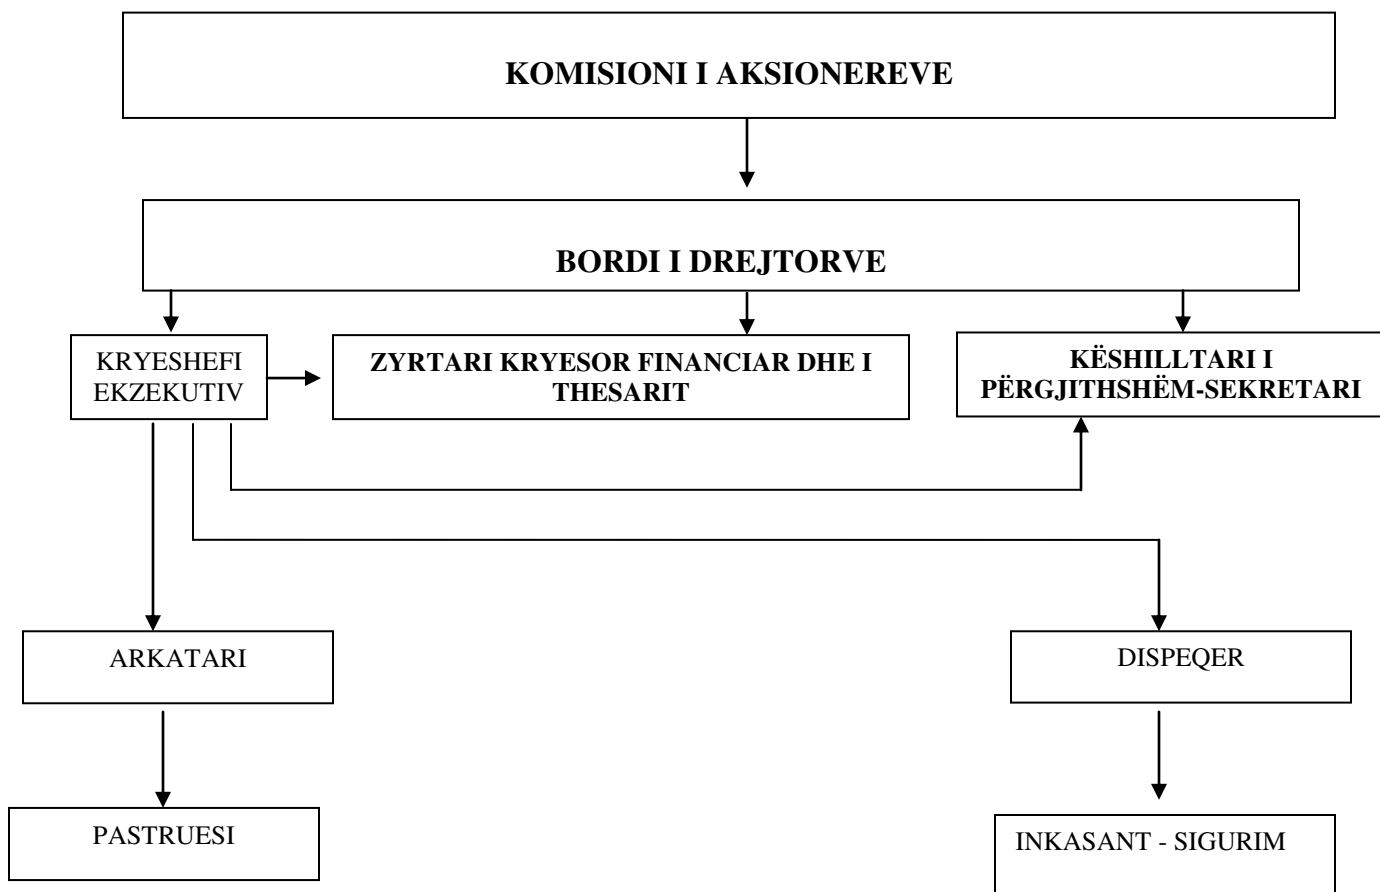 KOMISIONI I AKSIONEREVE
BORDI I DREJTORVE
KRYESHEFI
EKZEKUTIV
ZYRTARI KRYESOR FINANCIAR DHE I
THESARIT
KËSHILLTARI I
PËRGJITHSHËM-SEKRETARI
ARKATARI
DISPEQER
PASTRUESI
INKASANT - SIGURIM